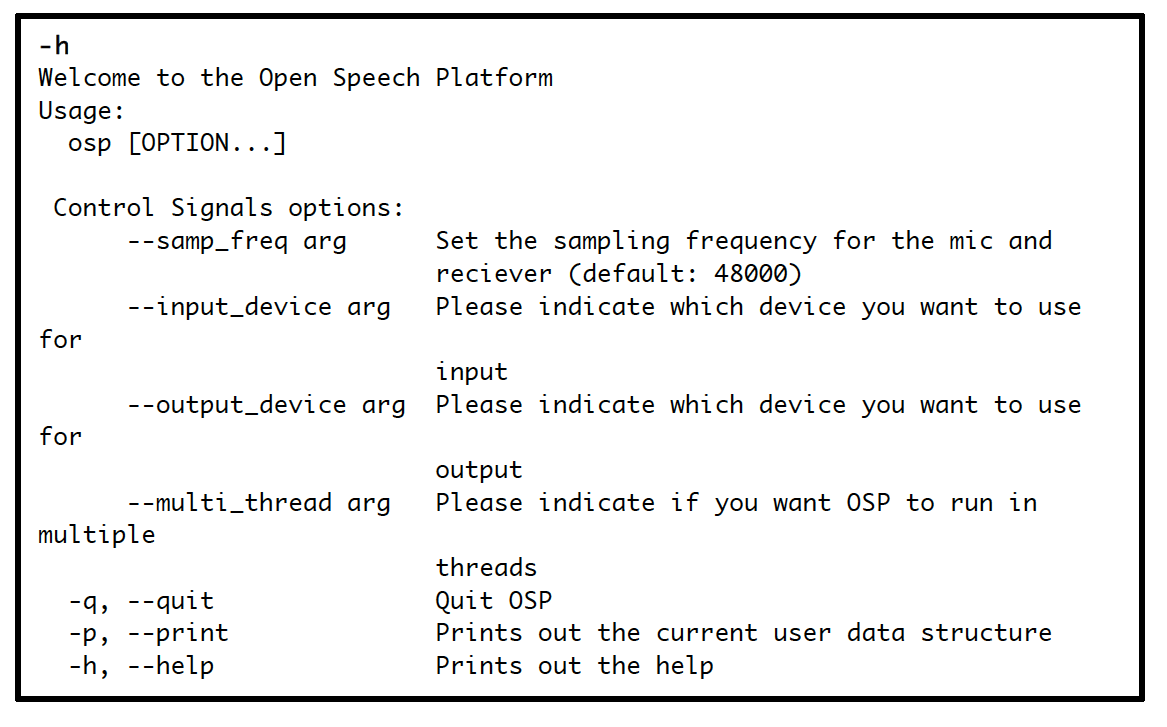 -h
Welcome to the Open Speech Platform
Usage:
  osp [OPTION...]

 Control Signals options:
      --samp_freq arg      Set the sampling frequency for the mic and
                           reciever (default: 48000)
      --input_device arg   Please indicate which device you want to use
for
                           input
      --output_device arg  Please indicate which device you want to use
for
                           output
      --multi_thread arg   Please indicate if you want OSP to run in
multiple
                           threads
  -q, --quit               Quit OSP
  -p, --print              Prints out the current user data structure
  -h, --help               Prints out the help